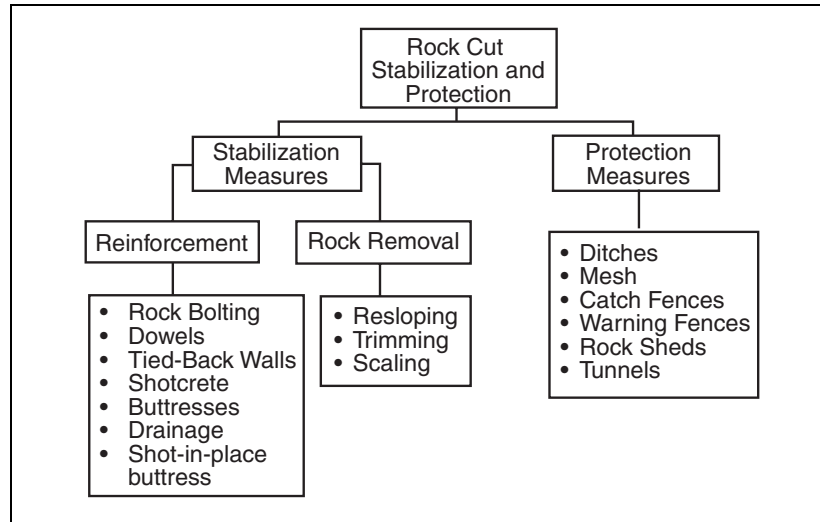 Rock Cut
Stabilization and
Protection
Stabilization
Measures
Protection
Measures
Reinforcement
Rock Removal
• Rock Bolting
• Dowels
• Tied-Back Walls
• Shotcrete
• Buttresses
• Drainage
• Shot-in-place
buttress
• Resloping
• Trimming
• Scaling
• Ditches
• Mesh
• Catch Fences
• Warning Fences
• Rock Sheds
• Tunnels